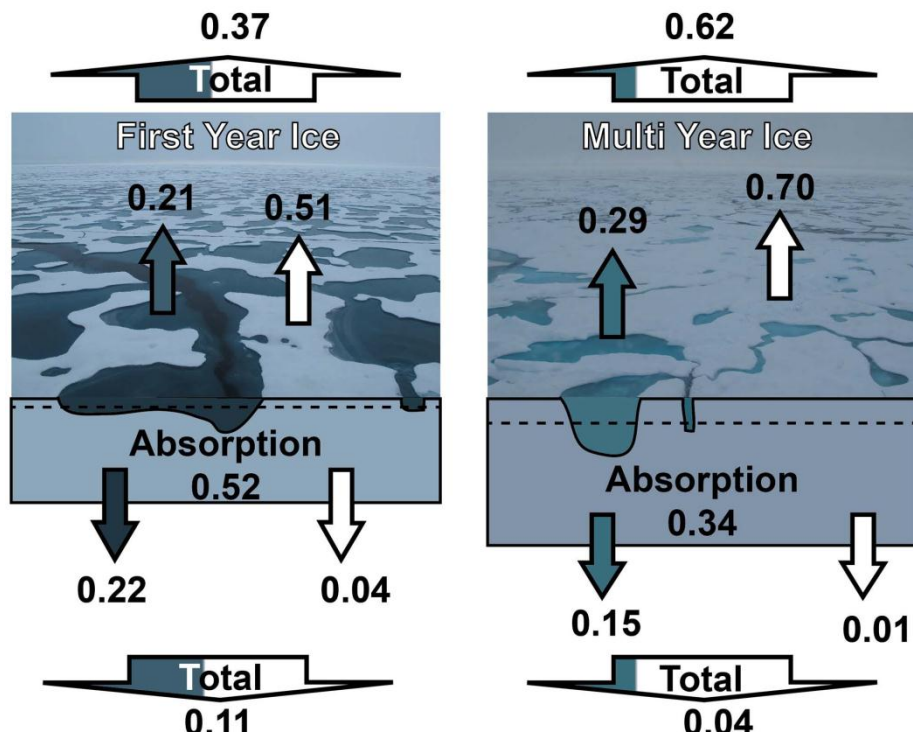 0.37
Total
First Year Ice
0.21
0.51
Absorption
0.52
0.22
0.04
Total
0.11
0.62
Total
Multi Year Ice
0.29
0.70
Absorption
0.34
0.15
0.01
Total
0.04